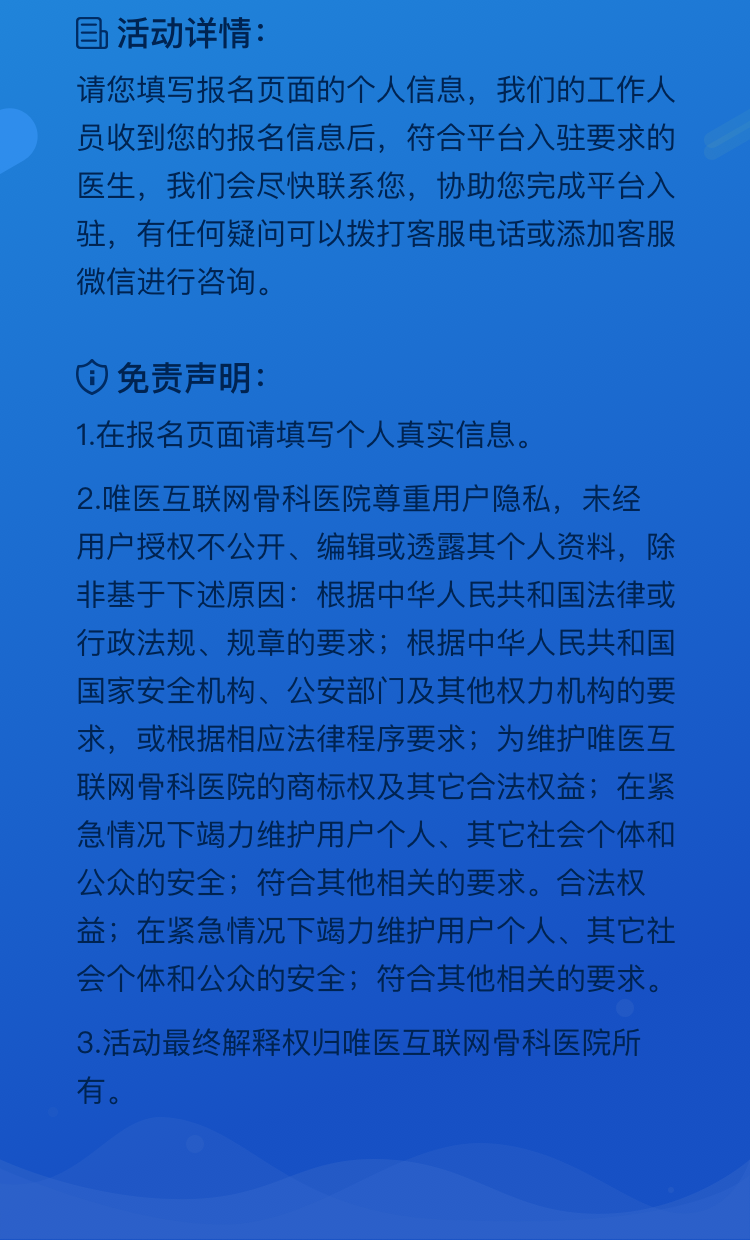 活动详情：
请您填写报名页面的个人信息，我们的工作人
员收到您的报名信息后，符合平台入驻要求的
医生，我们会尽快联系您，协助您完成平台入
驻，有任何疑问可以拨打客服电话或添加客服
微信进行咨询。
免责声明：
1.在报名页面请填写个人真实信息。
2.唯医互联网骨科医院尊重用户隐私，未经
用户授权不公开、编辑或透露其个人资料，除
非基于下述原因：根据中华人民共和国法律或
行政法规、规章的要求；根据中华人民共和国
国家安全机构、公安部门及其他权力机构的要
求，或根据相应法律程序要求；为维护唯医互
联网骨科医院的商标权及其它合法权益；在紧
急情况下竭力维护用户个人、其它社会个体和
公众的安全；符合其他相关的要求。合法权
益；在紧急情况下竭力维护用户个人、其它社
会个体和公众的安全；符合其他相关的要求。
3.活动最终解释权归唯医互联网骨科医院所
有。